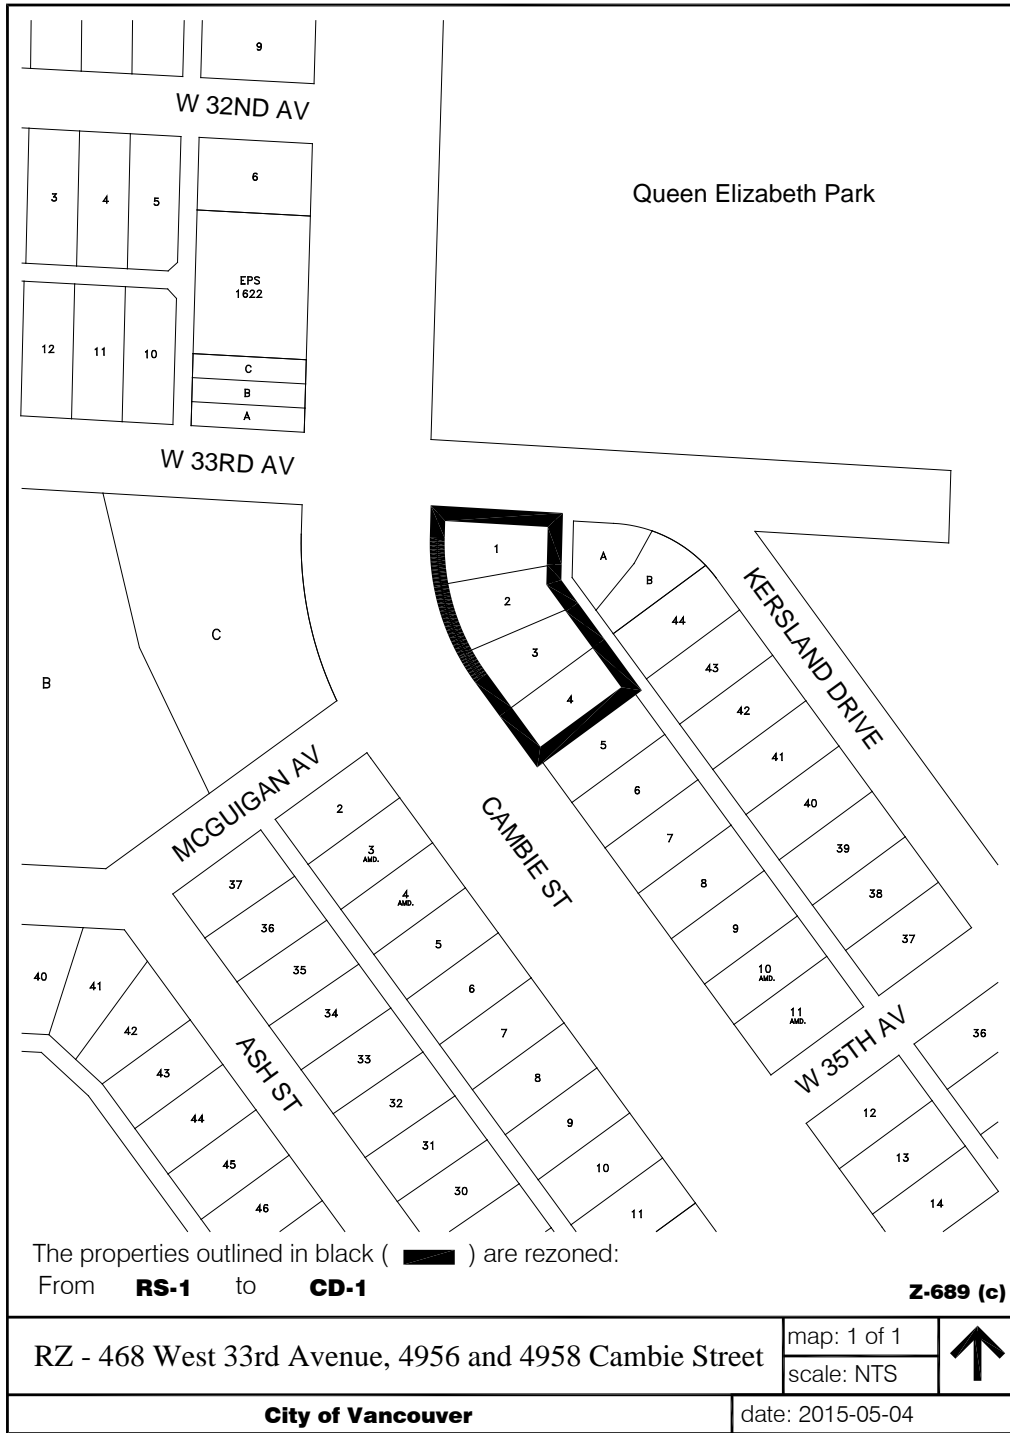 9
W 32ND AV
Queen Elizabeth Park
3
4
5
6
EPS
1622
12
11
10
C
B
A
W 33RD AV
1
2
3
4
A
B
44
43
42
41
40
39
38
37
KERSLAND DRIVE
B
C
MCGUIGAN AV
CAMBIE ST
5
6
7
8
9
10
AMD.
11
AMD.
W 35TH AV
36
12
13
14
2
3
AMD.
4
AMD.
5
6
7
8
9
10
11
37
36
35
34
33
32
31
30
ASH ST
40
41
42
43
44
45
46
The properties outlined in black ( ) are rezoned:
From RS-1 to CD-1
Z-689 (c)
RZ - 468 West 33rd Avenue, 4956 and 4958 Cambie Street
map: 1 of 1
scale: NTS
City of Vancouver
date: 2015-05-04